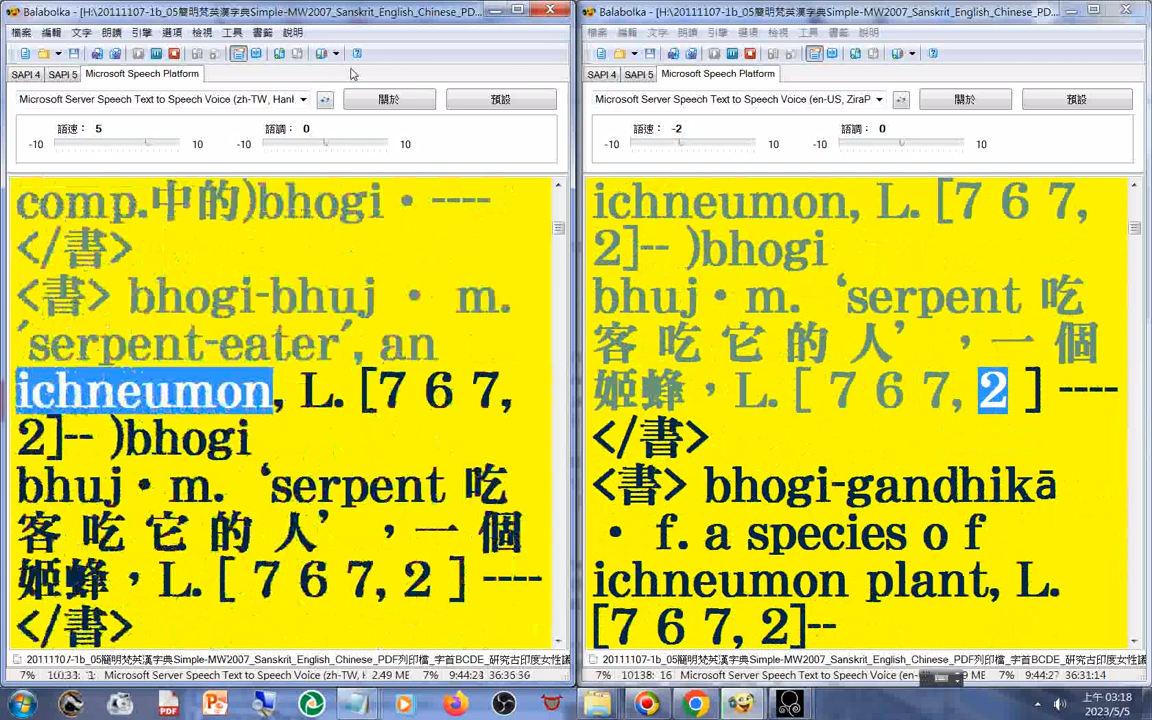 Balabolka - [H:\20111107-1b_05簡明梵英漢字典Simple-MW2007_Sanskrit_English_Chinese_PD...
檔案 編輯 文字 朗讀 引擎 選項 檢視 工具 書籤 說明
SAPI 4 SAPI 5 Microsoft Speech Platform
Microsoft Server Speech Text to Speech Voice (zh-TW, HanI
關於
預設
語速： 5
語調： 0
-10 10 -10 10
comp.中的)bhogi • ----
</書>
<書> bhogi-bhuj • m.
'serpent-eater', an
ichneumon, L. [7 6 7,
2]-- )bhogi
bhuj • m. ‘serpent 吃
客 吃 它 的 人’ ，一 個
姬蜂，L. [ 7 6 7, 2 ] ----
</書>
20111107-1b_05簡明梵英漢字典Simple-MW2007_Sanskrit_English_Chinese_PDF列印檔_字首BCDE_研究古印度女性議
7% Microsoft Server Speech Text to Speech Voice (zh-TW, H 2.49 MB 7% 9:44:23 36:35:36
Balabolka - [H:\20111107-1b_05簡明梵英漢字典Simple-MW2007_Sanskrit_English_Chinese_PD...
檔案 編輯 文字 朗讀 引擎 選項 檢視 工具 書籤 說明
SAPI 4 SAPI 5 Microsoft Speech Platform
Microsoft Server Speech Text to Speech Voice (en-US, ZiraP
關於
預設
語速： -2
語調： 0
-10 10 -10 10
ichneumon, L. [7 6 7,
2]-- )bhogi
bhuj • m. ‘serpent 吃
客 吃 它 的 人’ ，一 個
姬蜂，L. [ 7 6 7, 2 ] ----
</書>
<書> bhogi-gandhikā
• f. a species o f
ichneumon plant, L.
[7 6 7, 2]--
20111107-1b_05簡明梵英漢字典Simple-MW2007_Sanskrit_English_Chinese_PDF列印檔_字首BCDE_研究古印度女性議
7% 10138: 16 Microsoft Server Speech Text to Speech Voice (en-US, 7% 9:44:27 36:31:14
上午 03:18
2023/5/5